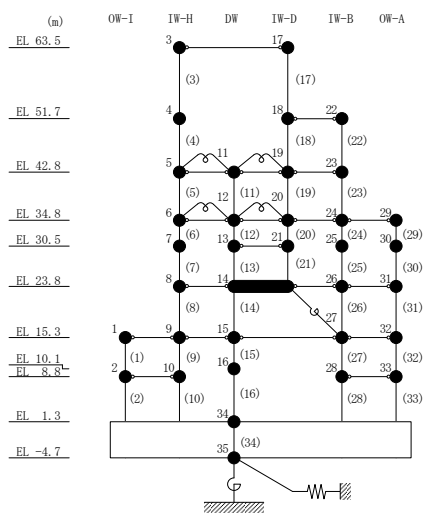 (m) OW-I IW-H DW IW-D IW-B OW-A
EL 63.5 3 17
(3) (17)
EL 51.7 4 18 22
(4) (18) (22)
EL 42.8 5 11 19 23
(5) (11) (19) (23)
EL 34.8 6 12 20 24 29
(6) (12) (20) (24) (29)
EL 30.5 7 13 21 25 30
(7) (13) (21) (25) (30)
EL 23.8 8 14 26 31
(8) (14) (26) (31)
27
EL 15.3 1 9 15 32
(1) (9) (15) (27) (32)
EL 10.1 16
EL 8.8 2 10 28 33
(2) (10) (16) (28) (33)
EL 1.3 34
(34)
EL -4.7 35